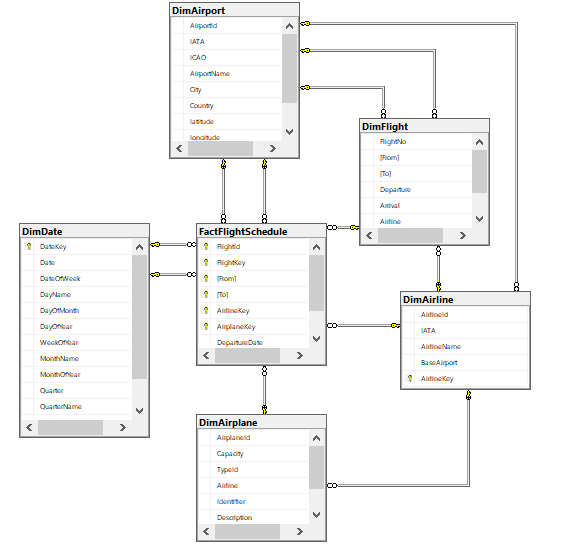 DimAirport
AirportId
IATA
ICAO
AirportName
City
Country
latitude
longitude
DimFlight
FlightNo
[From]
[To]
Departure
Arrival
Airline
DimDate
DateKey
Date
DateOfWeek
DayName
DayOfMonth
DayOfYear
WeekOfYear
MonthName
MonthOfYear
Quarter
QuarterName
FactFlightSchedule
FlightId
FlightKey
[From]
[To]
AirlineKey
AirplaneKey
DepartureDate
DimAirline
AirlineId
IATA
AirlineName
BaseAirport
AirlineKey
DimAirplane
AirplaneId
Capacity
TypeId
Airline
Identifier
Description